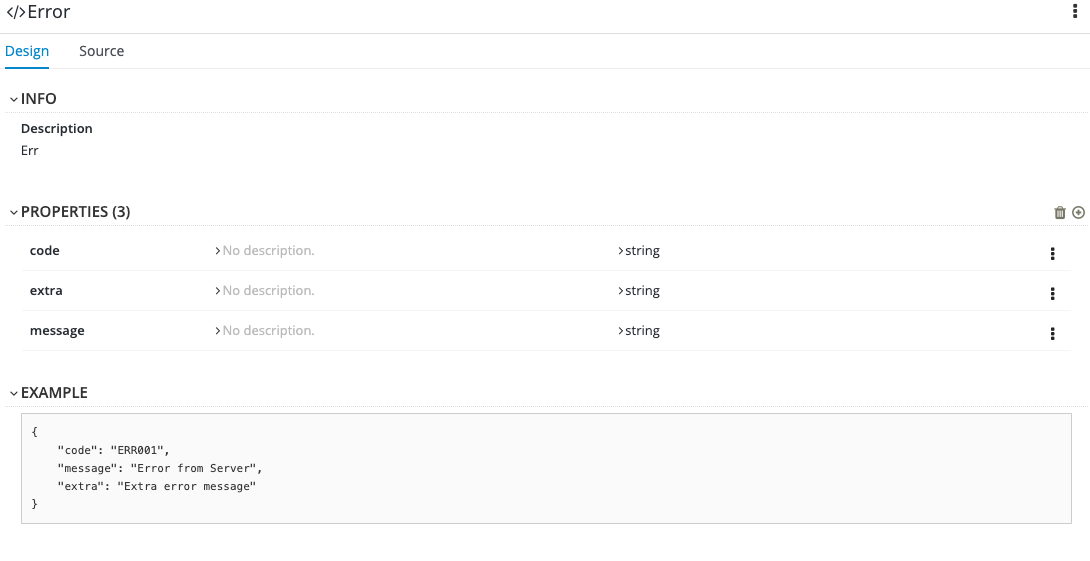 </>Error
Design Source
INFO
Description
Err
PROPERTIES (3)
code No description. string
extra No description. string
message No description. string
EXAMPLE
{
    "code": "ERR001",
    "message": "Error from Server",
    "extra": "Extra error message"
}